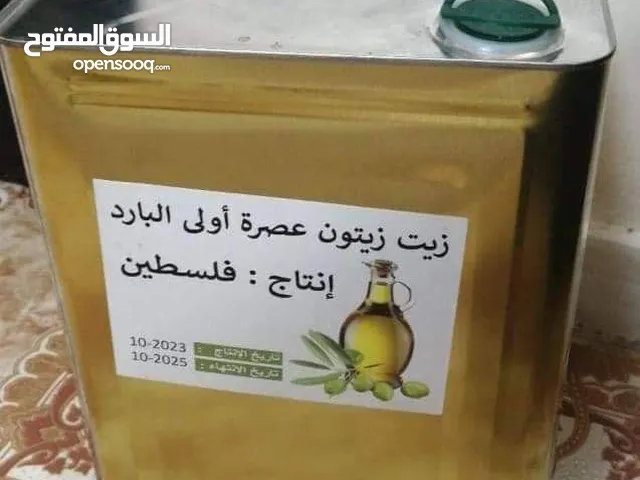 السوق المفتوح
opensooq.com
زيت زيتون عصرة أولى البارد
إنتاج : فلسطين
تاريخ الانتاج : 10-2023
تاريخ الانتهاء : 10-2025